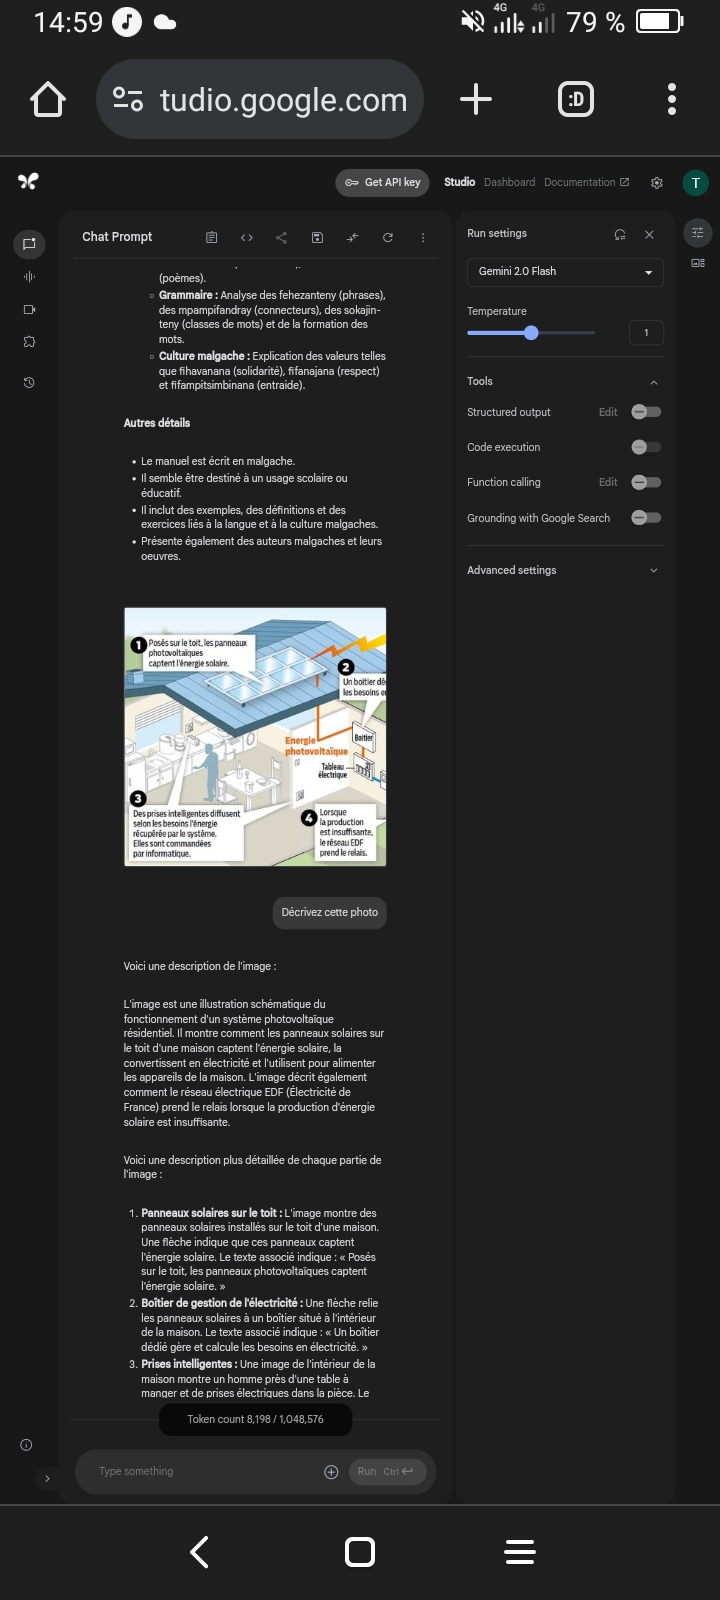 14:59
4G
4G
79 %
tudio.google.com
:D
Get API key
Studio
Dashboard
Documentation
T
Chat Prompt
(poèmes).
Grammaire : Analyse des fehezanteny (phrases),
des mpampifandray (connecteurs), des sokajin-
teny (classes de mots) et de la formation des
mots.
Culture malgache : Explication des valeurs telles
que fihavanana (solidarité), fifanajana (respect)
et fifampitsimbinana (entraide).
Autres détails
Le manuel est écrit en malgache.
Il semble être destiné à un usage scolaire ou
éducatif.
Il inclut des exemples, des définitions et des
exercices liés à la langue et à la culture malgaches.
Présente également des auteurs malgaches et leurs
oeuvres.
1
Posés sur le toit, les panneaux
photovoltaïques
captent l'énergie solaire.
2
Un boitier dé
les besoins e
Energie
photovoltaïque
Boitier
Tableau
électrique
3
Des prises intelligentes diffusent
selon les besoins l'énergie
récupérée par le système.
Elles sont commandées
par informatique.
4
Lorsque
la production
est insuffisante,
le réseau EDF
prend le relais.
Décrivez cette photo
Voici une description de l'image :
L'image est une illustration schématique du
fonctionnement d'un système photovoltaïque
résidentiel. Il montre comment les panneaux solaires sur
le toit d'une maison captent l'énergie solaire, la
convertissent en électricité et l'utilisent pour alimenter
les appareils de la maison. L'image décrit également
comment le réseau électrique EDF (Électricité de
France) prend le relais lorsque la production d'énergie
solaire est insuffisante.
Voici une description plus détaillée de chaque partie de
l'image :
1. Panneaux solaires sur le toit : L'image montre des
panneaux solaires installés sur le toit d'une maison.
Une flèche indique que ces panneaux captent
l'énergie solaire. Le texte associé indique : « Posés
sur le toit, les panneaux photovoltaïques captent
l'énergie solaire. »
2. Boîtier de gestion de l'électricité : Une flèche relie
les panneaux solaires à un boîtier situé à l'intérieur
de la maison. Le texte associé indique : « Un boîtier
dédié gère et calcule les besoins en électricité. »
3. Prises intelligentes : Une image de l'intérieur de la
maison montre un homme près d'une table à
manger et de prises électriques dans la pièce. Le
Token count 8,198 / 1,048,576
Type something
Run Ctrl
Run settings
Gemini 2.0 Flash
Temperature
1
Tools
Structured output
Edit
Code execution
Function calling
Edit
Grounding with Google Search
Advanced settings